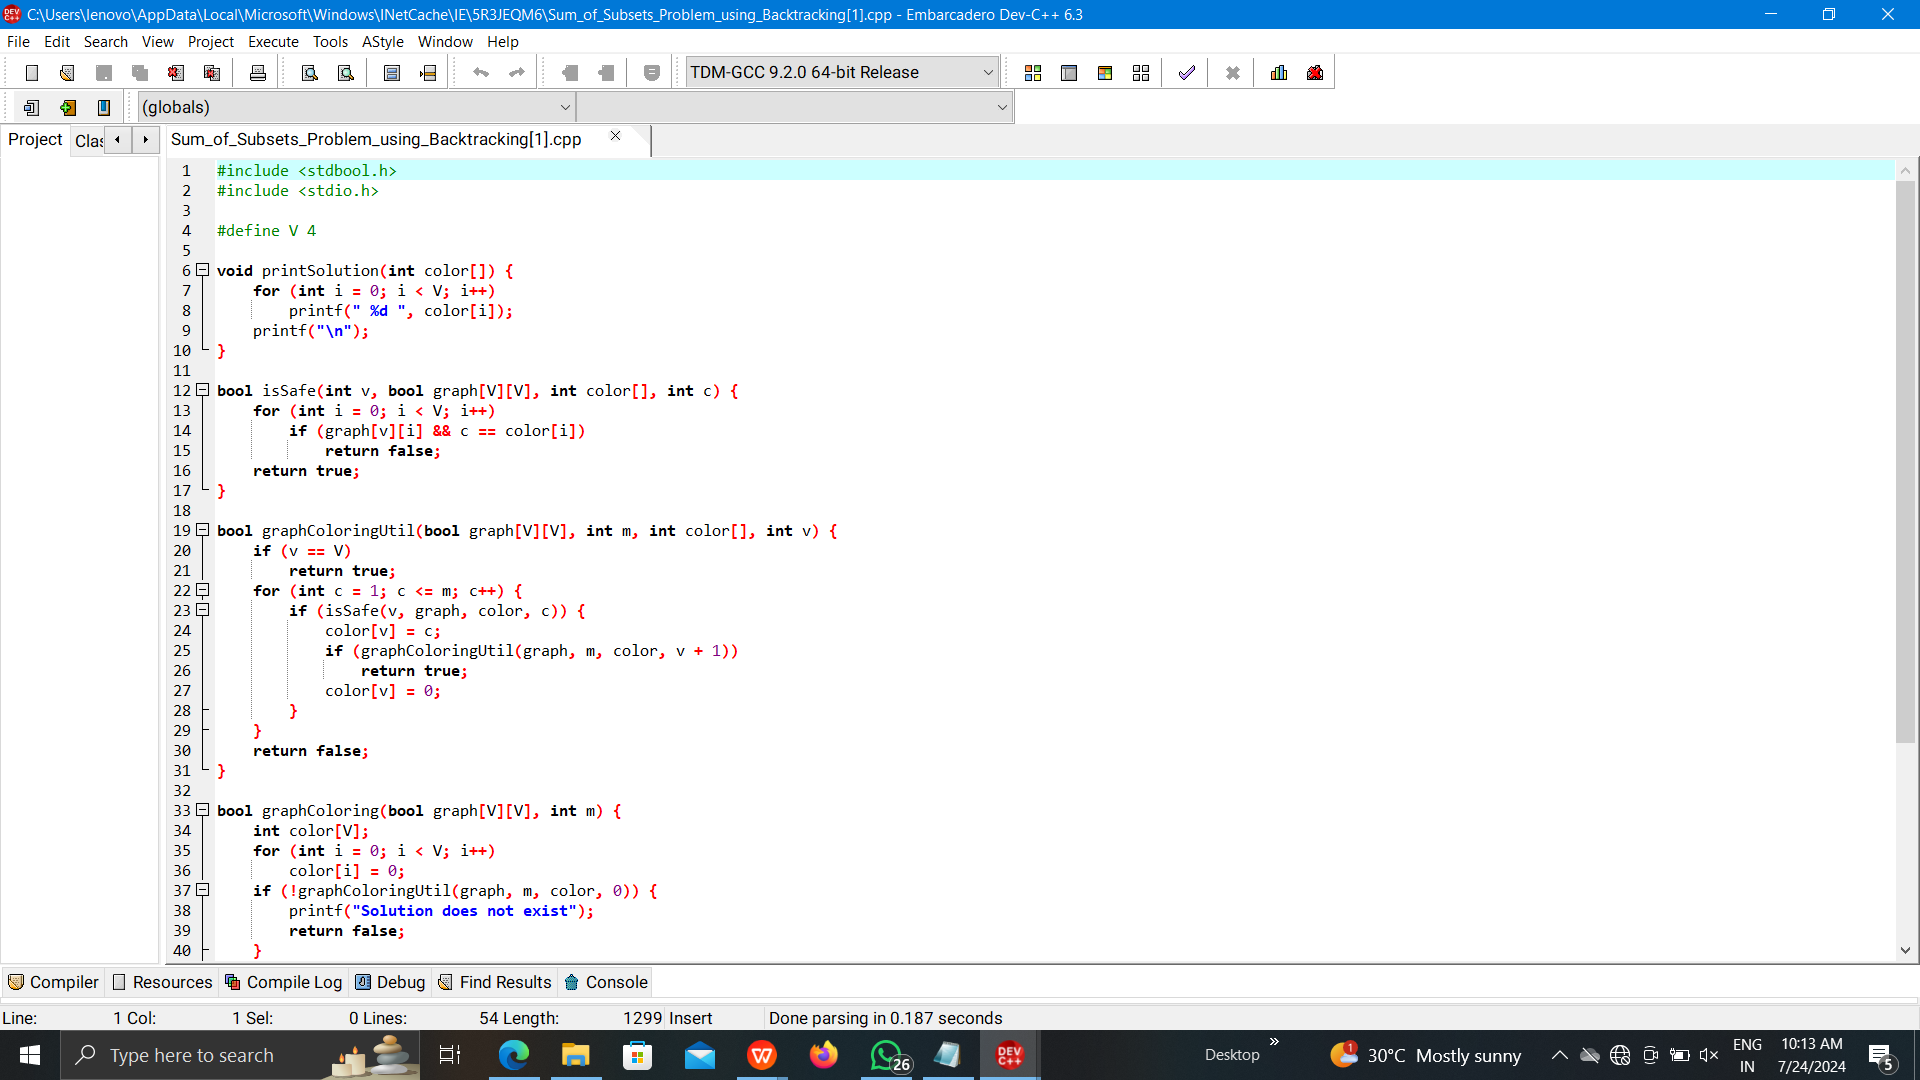 C:\Users\lenovo\AppData\Local\Microsoft\Windows\INetCache\IE\5R3JEQM6\Sum_of_Subsets_Problem_using_Backtracking[1].cpp - Embarcadero Dev-C++ 6.3
File Edit Search View Project Execute Tools AStyle Window Help
TDM-GCC 9.2.0 64-bit Release
(globals)
Project Clas Sum_of_Subsets_Problem_using_Backtracking[1].cpp
1 #include <stdbool.h>
2 #include <stdio.h>
3
4 #define V 4
5
6 void printSolution(int color[]) {
7 for (int i = 0; i < V; i++)
8 printf(" %d ", color[i]);
9 printf("\n");
10 }
11
12 bool isSafe(int v, bool graph[V][V], int color[], int c) {
13 for (int i = 0; i < V; i++)
14 if (graph[v][i] && c == color[i])
15 return false;
16 return true;
17 }
18
19 bool graphColoringUtil(bool graph[V][V], int m, int color[], int v) {
20 if (v == V)
21 return true;
22 for (int c = 1; c <= m; c++) {
23 if (isSafe(v, graph, color, c)) {
24 color[v] = c;
25 if (graphColoringUtil(graph, m, color, v + 1))
26 return true;
27 color[v] = 0;
28 }
29 }
30 return false;
31 }
32
33 bool graphColoring(bool graph[V][V], int m) {
34 int color[V];
35 for (int i = 0; i < V; i++)
36 color[i] = 0;
37 if (!graphColoringUtil(graph, m, color, 0)) {
38 printf("Solution does not exist");
39 return false;
40 }
Compiler Resources Compile Log Debug Find Results Console
Line: 1 Col: 1 Sel: 0 Lines: 54 Length: 1299 Insert Done parsing in 0.187 seconds
Type here to search
26
DEV C++
Desktop
1
30°C Mostly sunny
ENG
IN
10:13 AM
7/24/2024
5